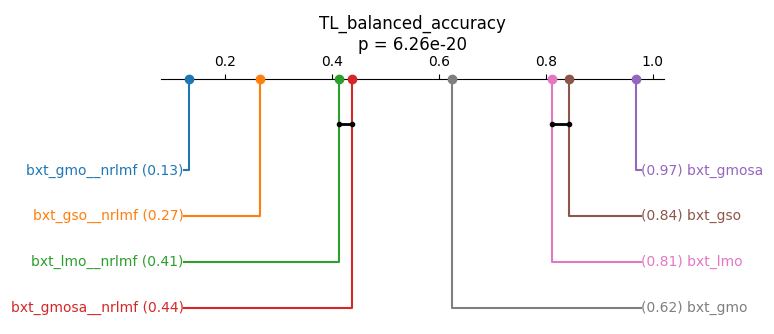 TL_balanced_accuracy
p = 6.26e-20
0.2 0.4 0.6 0.8 1.0
bxt_gmo__nrlmf (0.13) (0.97) bxt_gmosa
bxt_gso__nrlmf (0.27) (0.84) bxt_gso
bxt_lmo__nrlmf (0.41) (0.81) bxt_lmo
bxt_gmosa__nrlmf (0.44) (0.62) bxt_gmo